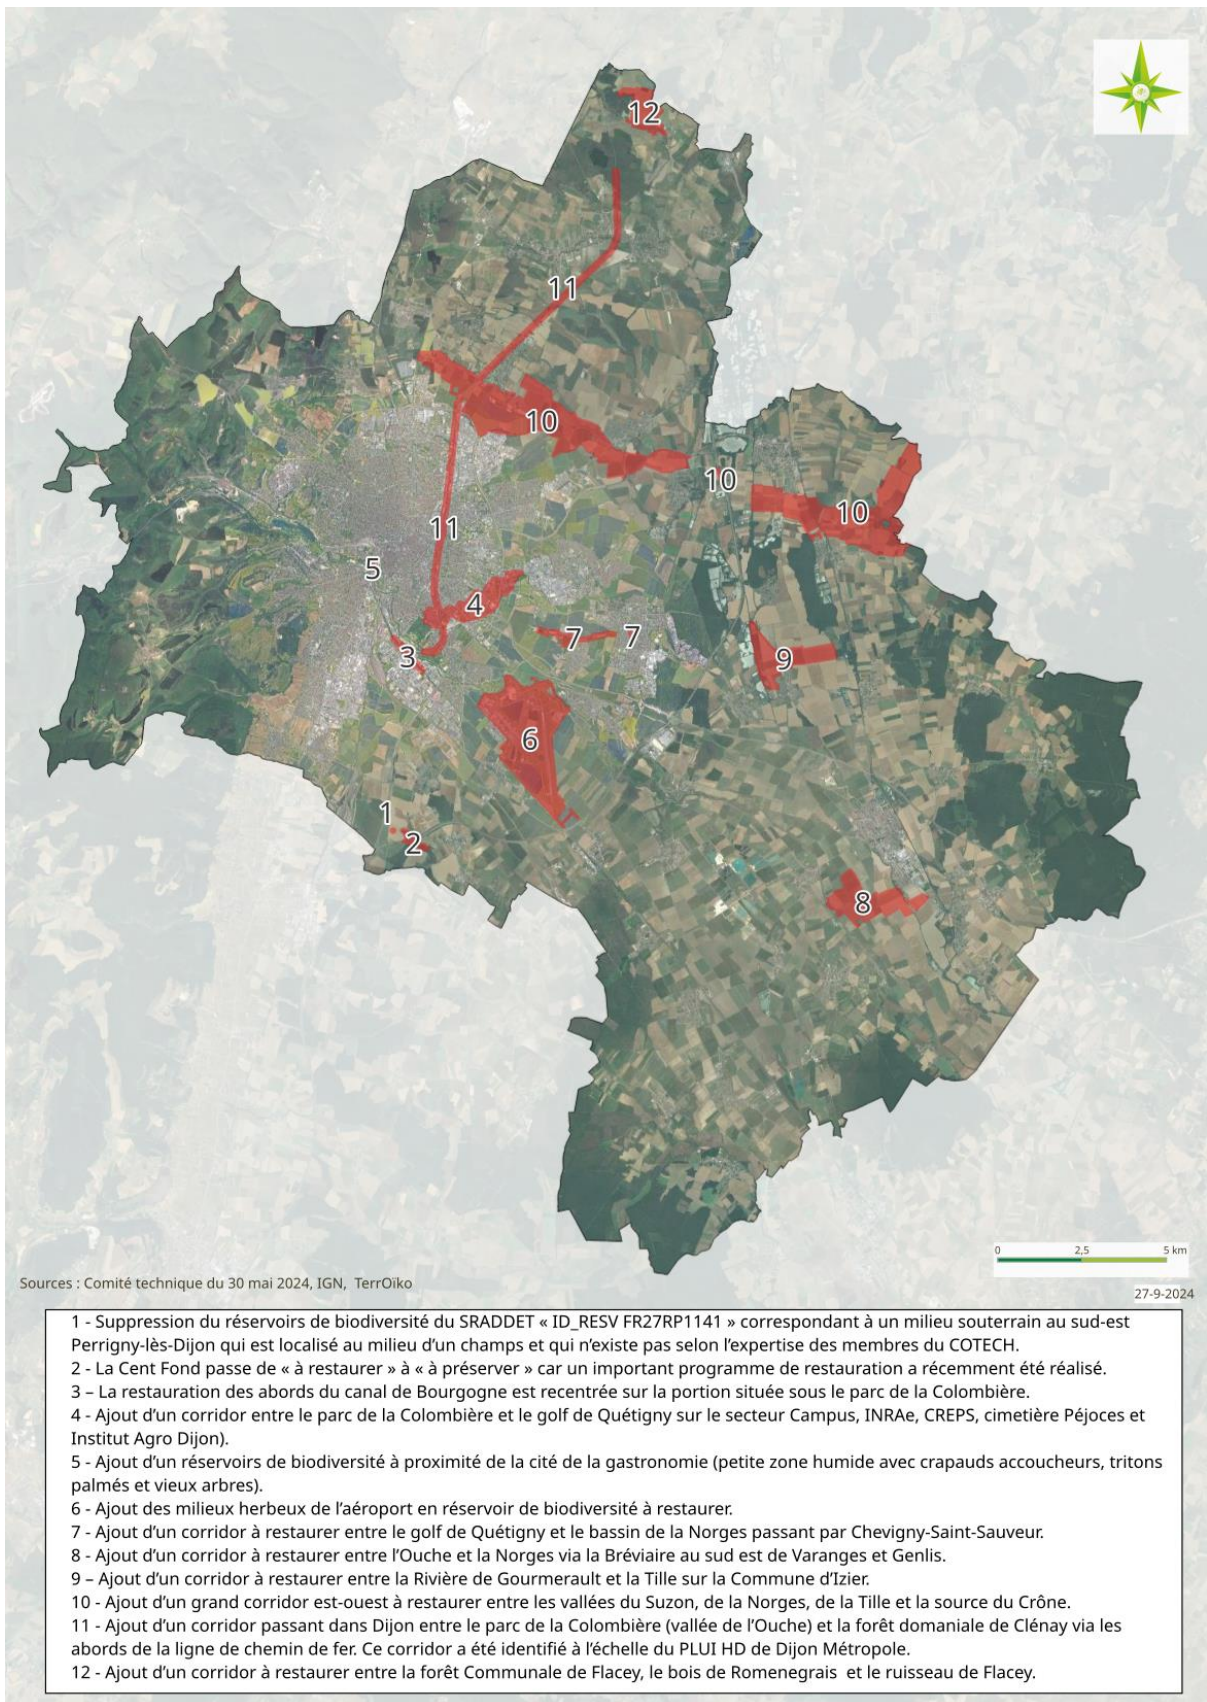 12
11
10
10
10
11
5
4
7
7
3
9
6
1
2
8
0 2,5 5 km
Sources : Comité technique du 30 mai 2024, IGN, TerrOïko
27-9-2024
1 - Suppression du réservoirs de biodiversité du SRADDET « ID_RESV FR27RP1141 » correspondant à un milieu souterrain au sud-est
Perrigny-lès-Dijon qui est localisé au milieu d’un champs et qui n’existe pas selon l’expertise des membres du COTECH.
2 - La Cent Fond passe de « à restaurer » à « à préserver » car un important programme de restauration a récemment été réalisé.
3 – La restauration des abords du canal de Bourgogne est recentrée sur la portion située sous le parc de la Colombière.
4 - Ajout d’un corridor entre le parc de la Colombière et le golf de Quétigny sur le secteur Campus, INRAe, CREPS, cimetière Péjoces et
Institut Agro Dijon).
5 - Ajout d’un réservoirs de biodiversité à proximité de la cité de la gastronomie (petite zone humide avec crapauds accoucheurs, tritons
palmés et vieux arbres).
6 - Ajout des milieux herbeux de l’aéroport en réservoir de biodiversité à restaurer.
7 - Ajout d’un corridor à restaurer entre le golf de Quétigny et le bassin de la Norges passant par Chevigny-Saint-Sauveur.
8 - Ajout d’un corridor à restaurer entre l’Ouche et la Norges via la Bréviaire au sud est de Varanges et Genlis.
9 – Ajout d’un corridor à restaurer entre la Rivière de Gourmerault et la Tille sur la Commune d’Izier.
10 - Ajout d’un grand corridor est-ouest à restaurer entre les vallées du Suzon, de la Norges, de la Tille et la source du Crône.
11 - Ajout d’un corridor passant dans Dijon entre le parc de la Colombière (vallée de l’Ouche) et la forêt domaniale de Clénay via les
abords de la ligne de chemin de fer. Ce corridor a été identifié à l’échelle du PLUI HD de Dijon Métropole.
12 - Ajout d’un corridor à restaurer entre la forêt Communale de Flacey, le bois de Romenegrais et le ruisseau de Flacey.